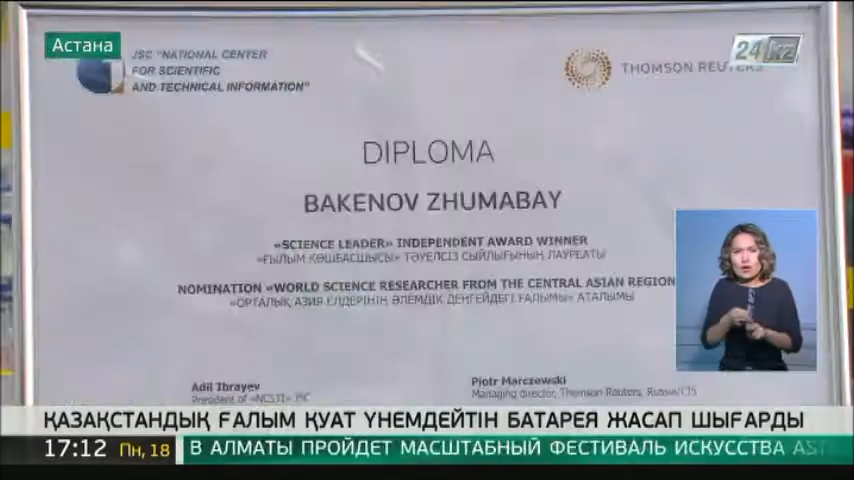 Астана
24 kz
JSC "NATIONAL CENTER
FOR SCIENTIFIC
AND TECHNICAL INFORMATION"
THOMSON REUTERS
DIPLOMA
BAKENOV ZHUMABAY
«SCIENCE LEADER» INDEPENDENT AWARD WINNER
«ҒЫЛЫМ КӨШБАСШЫСЫ» ТӘУЕЛСІЗ СЫЙЛЫҒЫНЫҢ ЛАУРЕАТЫ
NOMINATION «WORLD SCIENCE RESEARCHER FROM THE CENTRAL ASIAN REGION
«ОРТАЛЫҚ АЗИЯ ЕЛДЕРІНІҢ ӘЛЕМДІК ДЕҢГЕЙДЕГІ ҒАЛЫМЫ» АТАЛЫМЫ
Adil Ibrayev
President of «NCSTI» JSC
Piotr Marczewski
Managing director, Thomson Reuters, Russia/CIS
ҚАЗАҚСТАНДЫҚ ҒАЛЫМ ҚУАТ ҮНЕМДЕЙТІН БАТАРЕЯ ЖАСАП ШЫҒАРДЫ
17:12 Пн, 18 В АЛМАТЫ ПРОЙДЕТ МАСШТАБНЫЙ ФЕСТИВАЛЬ ИСКУССТВА